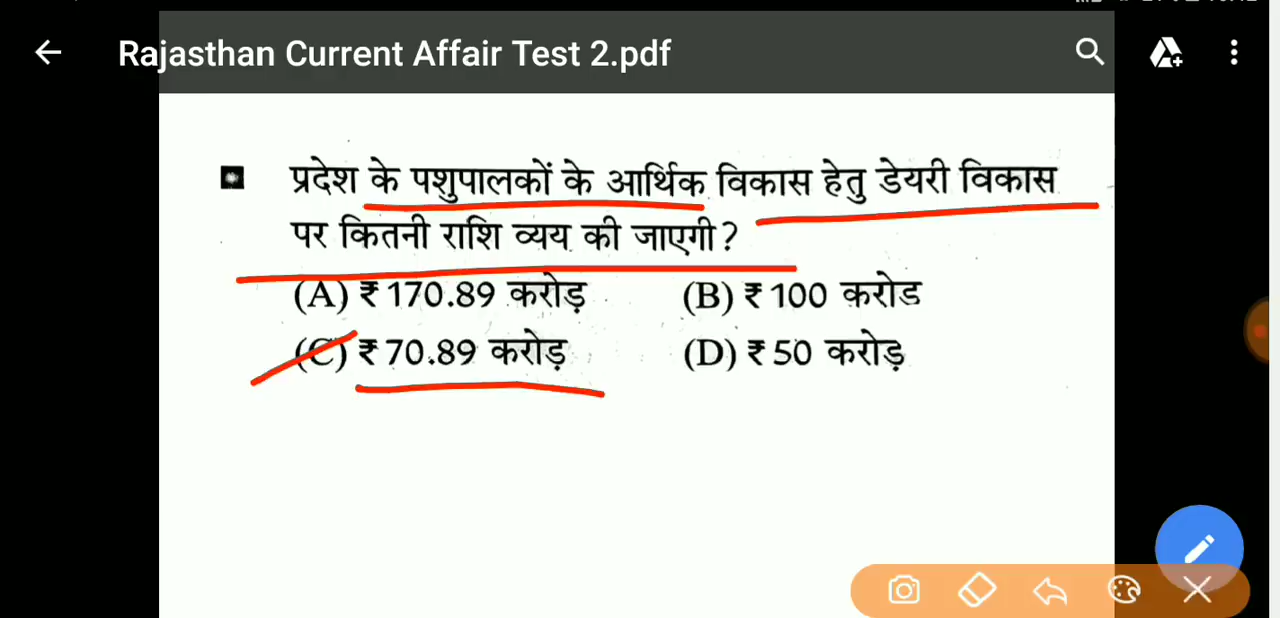 Rajasthan Current Affair Test 2.pdf
प्रदेश के पशुपालकों के आर्थिक विकास हेतु डेयरी विकास
पर कितनी राशि व्यय की जाएगी?
(A) ₹ 170.89 करोड़ (B) ₹ 100 करोड
(C) ₹ 70.89 करोड़ (D) ₹ 50 करोड़